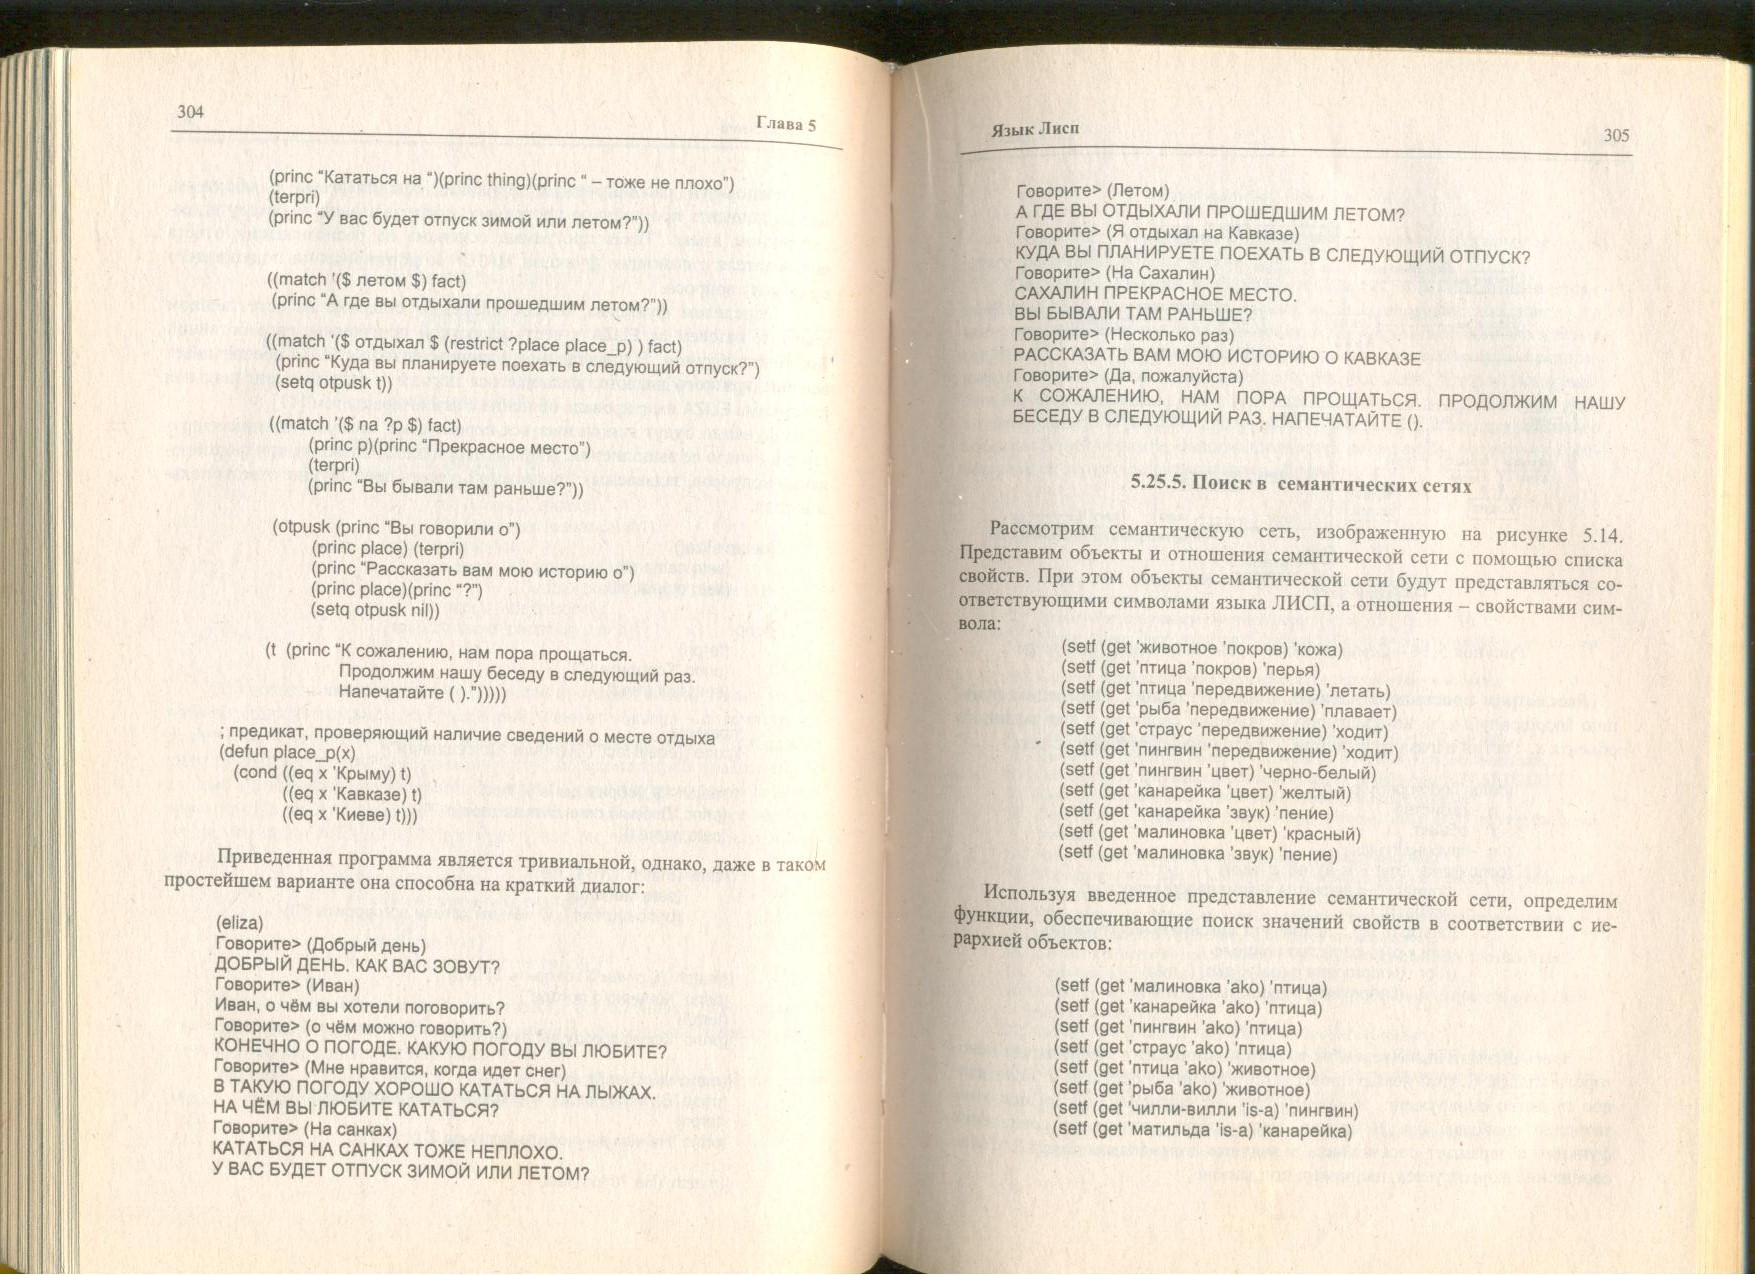 304
Глава 5
(princ “Кататься на “)(princ thing)(princ “ – тоже не плохо”)
(terpri)
(princ “У вас будет отпуск зимой или летом?”))
((match '($ летом $) fact)
(princ “А где вы отдыхали прошедшим летом?”))
((match '($ отдыхал $ (restrict ?place place_p) ) fact)
(princ “Куда вы планируете поехать в следующий отпуск?”)
(setq otpusk t))
((match '($ na ?p $) fact)
(princ p)(princ “Прекрасное место”)
(terpri)
(princ “Вы бывали там раньше?”))
(otpusk (princ “Вы говорили о”)
(princ place) (terpri)
(princ “Рассказать вам мою историю о”)
(princ place)(princ “?”)
(setq otpusk nil))
(t (princ “К сожалению, нам пора прощаться.
Продолжим нашу беседу в следующий раз.
Напечатайте ( ).”)))))
; предикат, проверяющий наличие сведений о месте отдыха
(defun place_p(x)
(cond ((eq x 'Крыму) t)
((eq x 'Кавказе) t)
((eq x 'Киеве) t)))
Приведенная программа является тривиальной, однако, даже в таком
простейшем варианте она способна на краткий диалог:
(eliza)
Говорите> (Добрый день)
ДОБРЫЙ ДЕНЬ. КАК ВАС ЗОВУТ?
Говорите> (Иван)
Иван, о чём вы хотели поговорить?
Говорите> (о чём можно говорить?)
КОНЕЧНО О ПОГОДЕ. КАКУЮ ПОГОДУ ВЫ ЛЮБИТЕ?
Говорите> (Мне нравится, когда идет снег)
В ТАКУЮ ПОГОДУ ХОРОШО КАТАТЬСЯ НА ЛЫЖАХ.
НА ЧЁМ ВЫ ЛЮБИТЕ КАТАТЬСЯ?
Говорите> (На санках)
КАТАТЬСЯ НА САНКАХ ТОЖЕ НЕПЛОХО.
У ВАС БУДЕТ ОТПУСК ЗИМОЙ ИЛИ ЛЕТОМ?
Язык Лисп
305
Говорите> (Летом)
А ГДЕ ВЫ ОТДЫХАЛИ ПРОШЕДШИМ ЛЕТОМ?
Говорите> (Я отдыхал на Кавказе)
КУДА ВЫ ПЛАНИРУЕТЕ ПОЕХАТЬ В СЛЕДУЮЩИЙ ОТПУСК?
Говорите> (На Сахалин)
САХАЛИН ПРЕКРАСНОЕ МЕСТО.
ВЫ БЫВАЛИ ТАМ РАНЬШЕ?
Говорите> (Несколько раз)
РАССКАЗАТЬ ВАМ МОЮ ИСТОРИЮ О КАВКАЗЕ
Говорите> (Да, пожалуйста)
К СОЖАЛЕНИЮ, НАМ ПОРА ПРОЩАТЬСЯ. ПРОДОЛЖИМ НАШУ
БЕСЕДУ В СЛЕДУЮЩИЙ РАЗ. НАПЕЧАТАЙТЕ ().
5.25.5. Поиск в семантических сетях
Рассмотрим семантическую сеть, изображенную на рисунке 5.14.
Представим объекты и отношения семантической сети с помощью списка
свойств. При этом объекты семантической сети будут представляться со-
ответствующими символами языка ЛИСП, а отношения – свойствами сим-
вола:
(setf (get 'животное 'покров) 'кожа)
(setf (get 'птица 'покров) 'перья)
(setf (get 'птица 'передвижение) 'летать)
(setf (get 'рыба 'передвижение) 'плавает)
(setf (get 'страус 'передвижение) 'ходит)
(setf (get 'пингвин 'передвижение) 'ходит)
(setf (get 'пингвин 'цвет) 'черно-белый)
(setf (get 'канарейка 'цвет) 'желтый)
(setf (get 'канарейка 'звук) 'пение)
(setf (get 'малиновка 'цвет) 'красный)
(setf (get 'малиновка 'звук) 'пение)
Используя введенное представление семантической сети, определим
функции, обеспечивающие поиск значений свойств в соответствии с ие-
рархией объектов:
(setf (get 'малиновка 'ako) 'птица)
(setf (get 'канарейка 'ako) 'птица)
(setf (get 'пингвин 'ako) 'птица)
(setf (get 'страус 'ako) 'птица)
(setf (get 'птица 'ako) 'животное)
(setf (get 'рыба 'ako) 'животное)
(setf (get 'чилли-вилли 'is-a) 'пингвин)
(setf (get 'матильда 'is-a) 'канарейка)